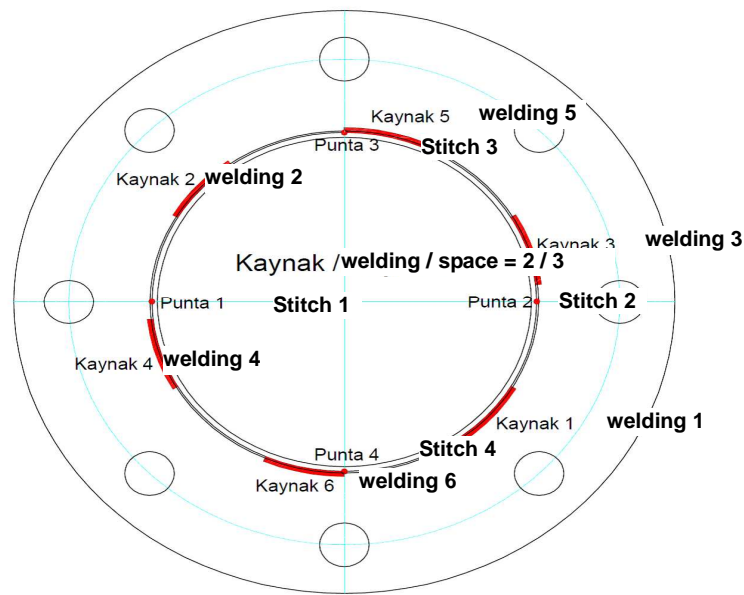 Kaynak 5
welding 5
Punta 3
Stitch 3
Kaynak 2
welding 2
Kaynak 3
welding 3
Kaynak /
welding / space = 2 / 3
Punta 1
Stitch 1
Punta 2
Stitch 2
Kaynak 4
welding 4
Kaynak 1
welding 1
Punta 4
Stitch 4
Kaynak 6
welding 6